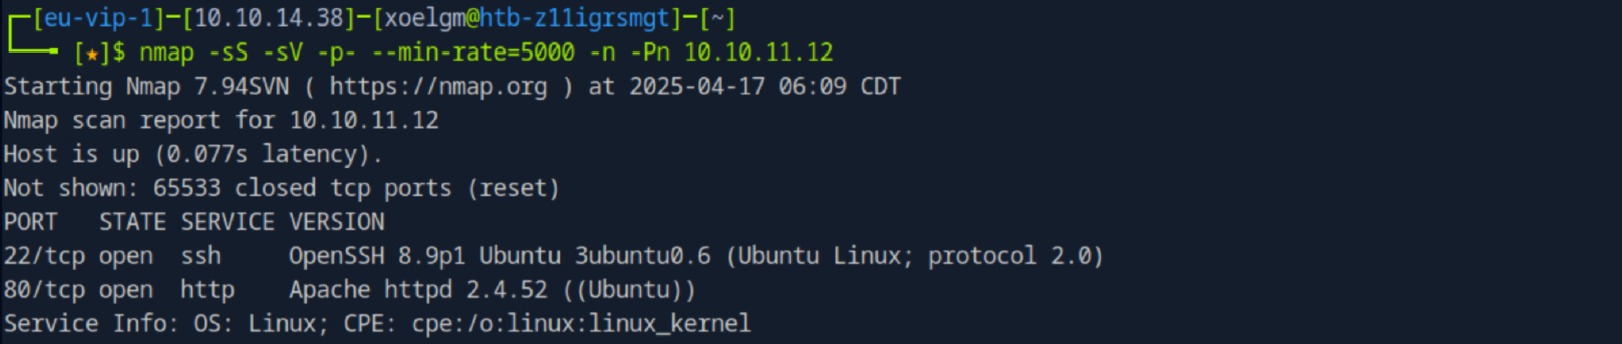 ┌─[eu-vip-1]─[10.10.14.38]─[xoelgm@htb-z11igrsmgt]─[~]
└──╼ [★]$ nmap -sS -sV -p- --min-rate=5000 -n -Pn 10.10.11.12
Starting Nmap 7.94SVN ( https://nmap.org ) at 2025-04-17 06:09 CDT
Nmap scan report for 10.10.11.12
Host is up (0.077s latency).
Not shown: 65533 closed tcp ports (reset)
PORT   STATE SERVICE VERSION
22/tcp open  ssh     OpenSSH 8.9p1 Ubuntu 3ubuntu0.6 (Ubuntu Linux; protocol 2.0)
80/tcp open  http    Apache httpd 2.4.52 ((Ubuntu))
Service Info: OS: Linux; CPE: cpe:/o:linux:linux_kernel